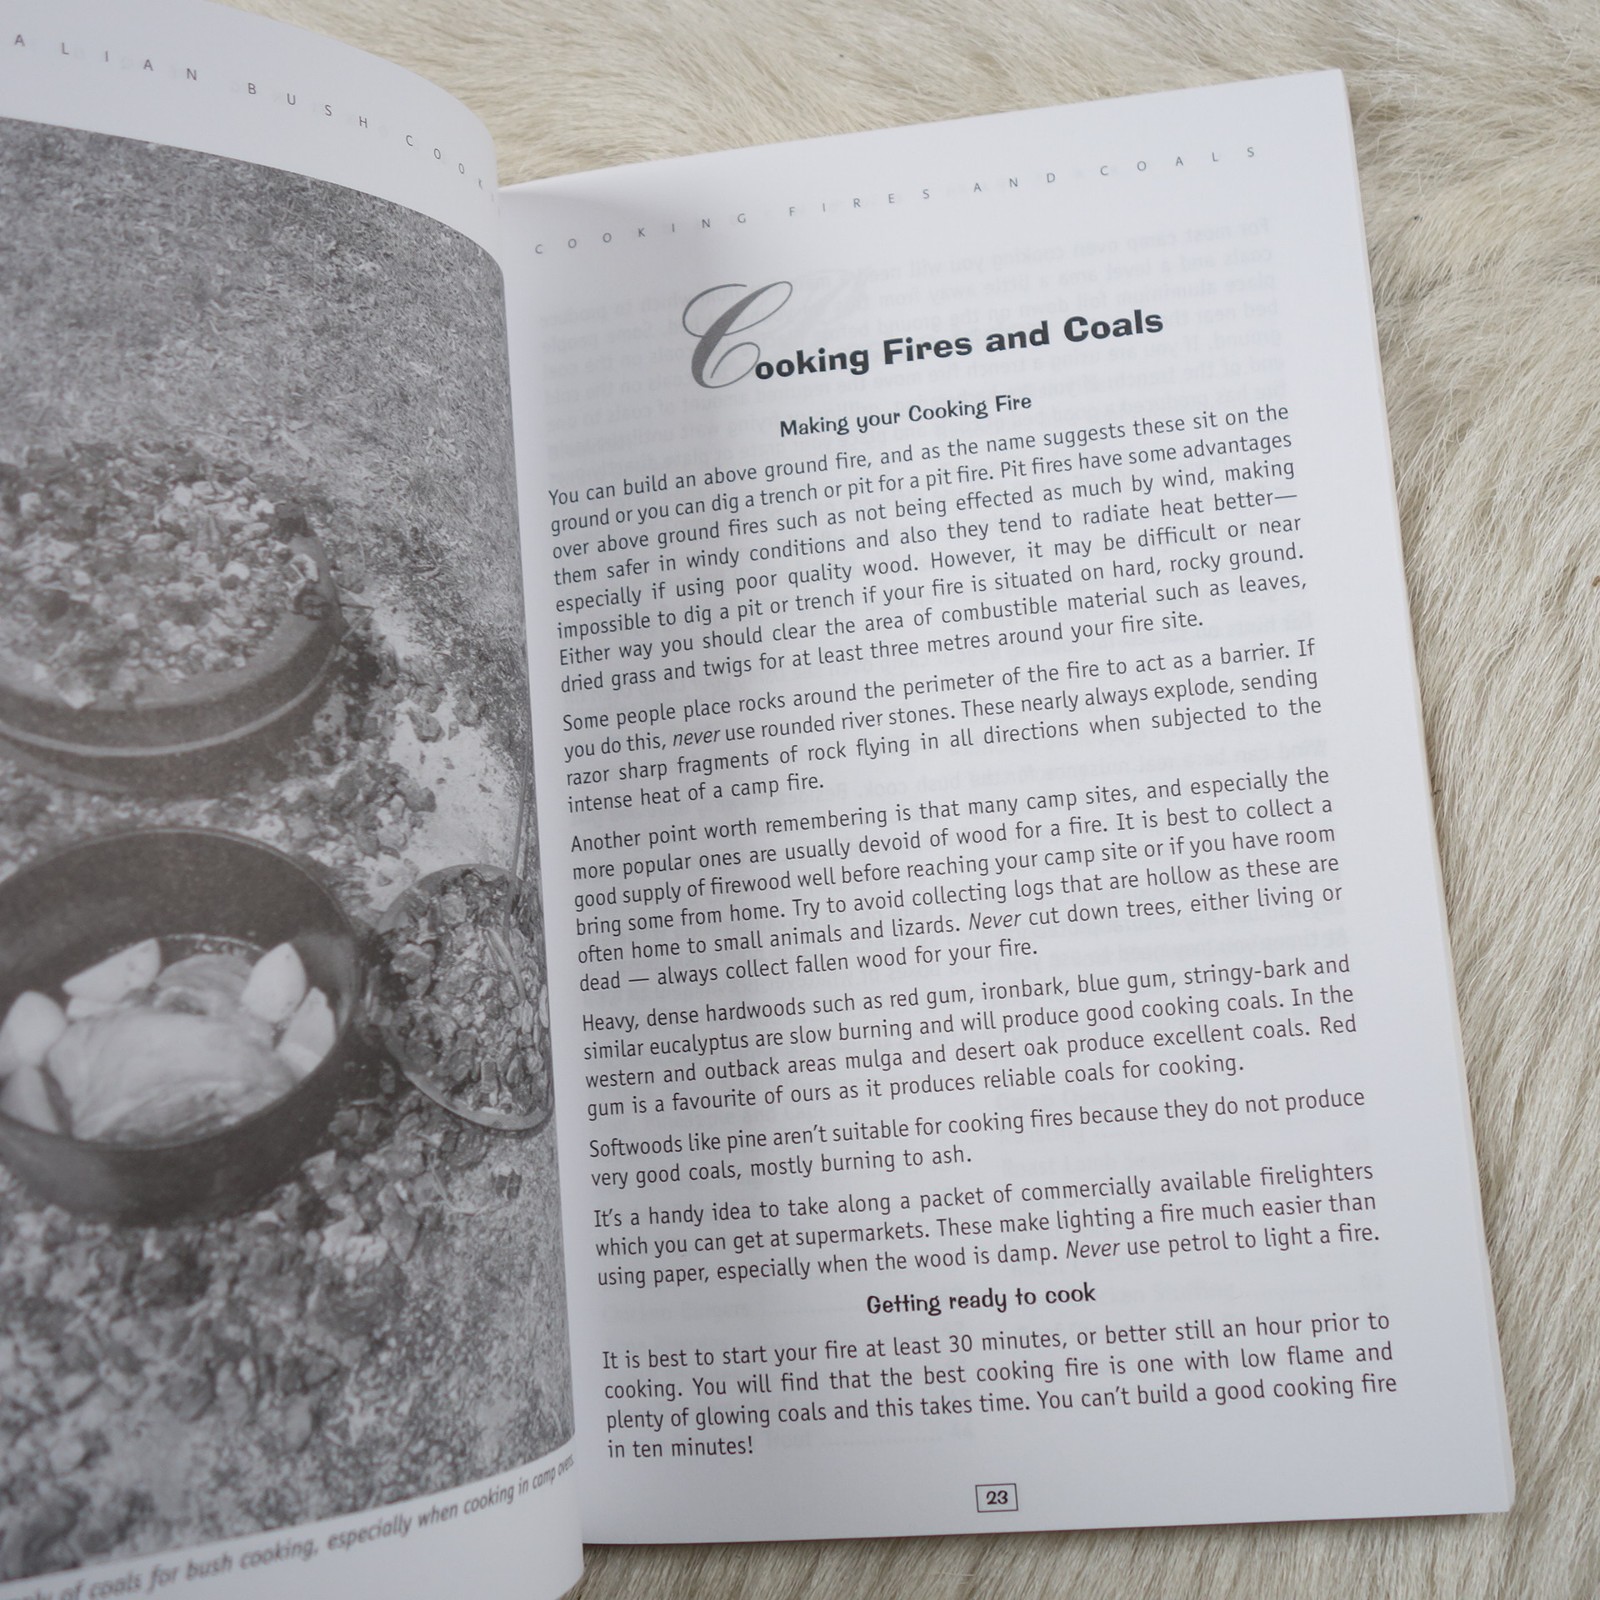 A L I A N B U S H C O O K
especially when cooking in camp ovens
of coals for bush cooking,
C O O K I N G F I R E S A N D C O A L S
Cooking Fires and Coals
Making your Cooking Fire
You can build an above ground fire, and as the name suggests these sit on the
ground or you can dig a trench or pit for a pit fire. Pit fires have some advantages
over above ground fires such as not being effected as much by wind, making
them safer in windy conditions and also they tend to radiate heat better—
especially if using poor quality wood. However, it may be difficult or near
impossible to dig a pit or trench if your fire is situated on hard, rocky ground.
Either way you should clear the area of combustible material such as leaves,
dried grass and twigs for at least three metres around your fire site.
Some people place rocks around the perimeter of the fire to act as a barrier. If
you do this, never use rounded river stones. These nearly always explode, sending
razor sharp fragments of rock flying in all directions when subjected to the
intense heat of a camp fire.
Another point worth remembering is that many camp sites, and especially the
more popular ones are usually devoid of wood for a fire. It is best to collect a
good supply of firewood well before reaching your camp site or if you have room
bring some from home. Try to avoid collecting logs that are hollow as these are
often home to small animals and lizards. Never cut down trees, either living or
dead — always collect fallen wood for your fire.
Heavy, dense hardwoods such as red gum, ironbark, blue gum, stringy-bark and
similar eucalyptus are slow burning and will produce good cooking coals. In the
western and outback areas mulga and desert oak produce excellent coals. Red
gum is a favourite of ours as it produces reliable coals for cooking.
Softwoods like pine aren't suitable for cooking fires because they do not produce
very good coals, mostly burning to ash.
It's a handy idea to take along a packet of commercially available firelighters
which you can get at supermarkets. These make lighting a fire much easier than
using paper, especially when the wood is damp. Never use petrol to light a fire.
Getting ready to cook
It is best to start your fire at least 30 minutes, or better still an hour prior to
cooking. You will find that the best cooking fire is one with low flame and
plenty of glowing coals and this takes time. You can't build a good cooking fire
in ten minutes!
23